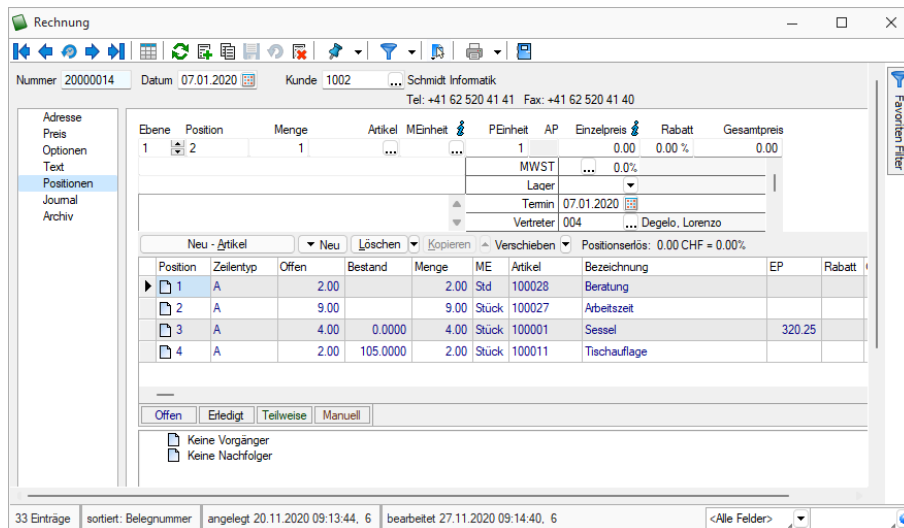 Rechnung
Nummer 20000014 Datum 07.01.2020 Kunde 1002 ... Schmidt Informatik
Tel: +41 62 520 41 41 Fax: +41 62 520 41 40
Favoriten Filter
Adresse
Preis
Optionen
Text
Positionen
Journal
Archiv
Ebene Position Menge Artikel MEinheit PEinheit AP Einzelpreis Rabatt Gesamtpreis
1 2 1 ... ... 1 0.00 0.00 % 0.00
MWST ... 0.0%
Lager
Termin 07.01.2020
Vertreter 004 ... Degelo, Lorenzo
Neu - Artikel Neu Löschen Kopieren Verschieben Positionserlös: 0.00 CHF = 0.00%
Position Zeilentyp Offen Bestand Menge ME Artikel Bezeichnung EP Rabatt
1 A 2.00 2.00 Std 100028 Beratung
2 A 9.00 9.00 Stück 100027 Arbeitszeit
3 A 4.00 0.0000 4.00 Stück 100001 Sessel 320.25
4 A 2.00 105.0000 2.00 Stück 100011 Tischauflage
Offen Erledigt Teilweise Manuell
Keine Vorgänger
Keine Nachfolger
33 Einträge sortiert: Belegnummer angelegt 20.11.2020 09:13:44, 6 bearbeitet 27.11.2020 09:14:40, 6 <Alle Felder>